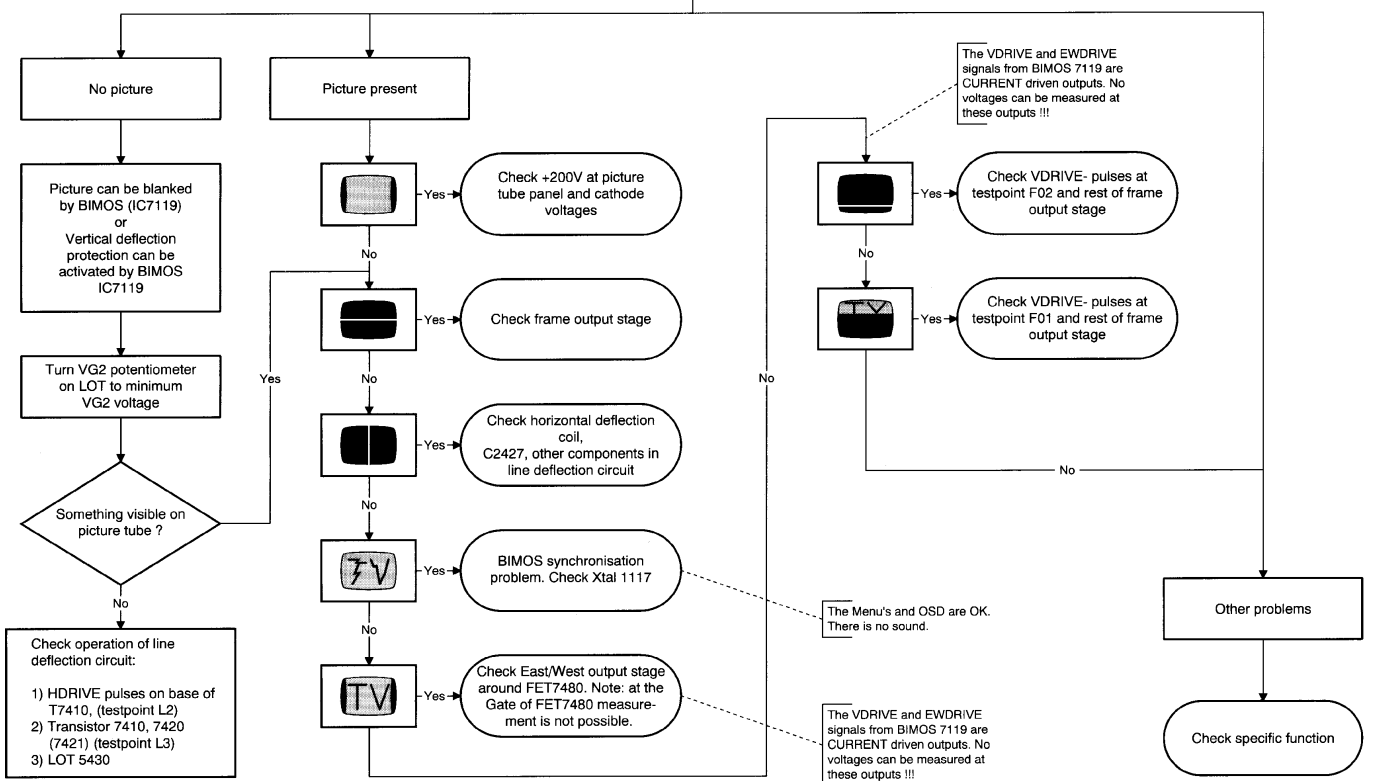 No picture
Picture can be blanked
by BIMOS (IC7119)
or
Vertical deflection
protection can be
activated by BIMOS
IC7119
Turn VG2 potentiometer
on LOT to minimum
VG2 voltage
Something visible on
picture tube ?
Yes
No
Check operation of line
deflection circuit:
1) HDRIVE pulses on base of
T7410, (testpoint L2)
2) Transistor 7410, 7420
(7421) (testpoint L3)
3) LOT 5430
Picture present
Yes
Check +200V at picture
tube panel and cathode
voltages
No
Yes
Check frame output stage
No
Yes
Check horizontal deflection
coil,
C2427, other components in
line deflection circuit
No
TV
Yes
BIMOS synchronisation
problem. Check Xtal 1117
The Menu's and OSD are OK.
There is no sound.
No
TV
Yes
Check East/West output stage
around FET7480. Note: at the
Gate of FET7480 measure-
ment is not possible.
The VDRIVE and EWDRIVE
signals from BIMOS 7119 are
CURRENT driven outputs. No
voltages can be measured at
these outputs !!!
No
The VDRIVE and EWDRIVE
signals from BIMOS 7119 are
CURRENT driven outputs. No
voltages can be measured at
these outputs !!!
Yes
Check VDRIVE- pulses at
testpoint F02 and rest of frame
output stage
No
TV
Yes
Check VDRIVE- pulses at
testpoint F01 and rest of frame
output stage
No
Other problems
Check specific function